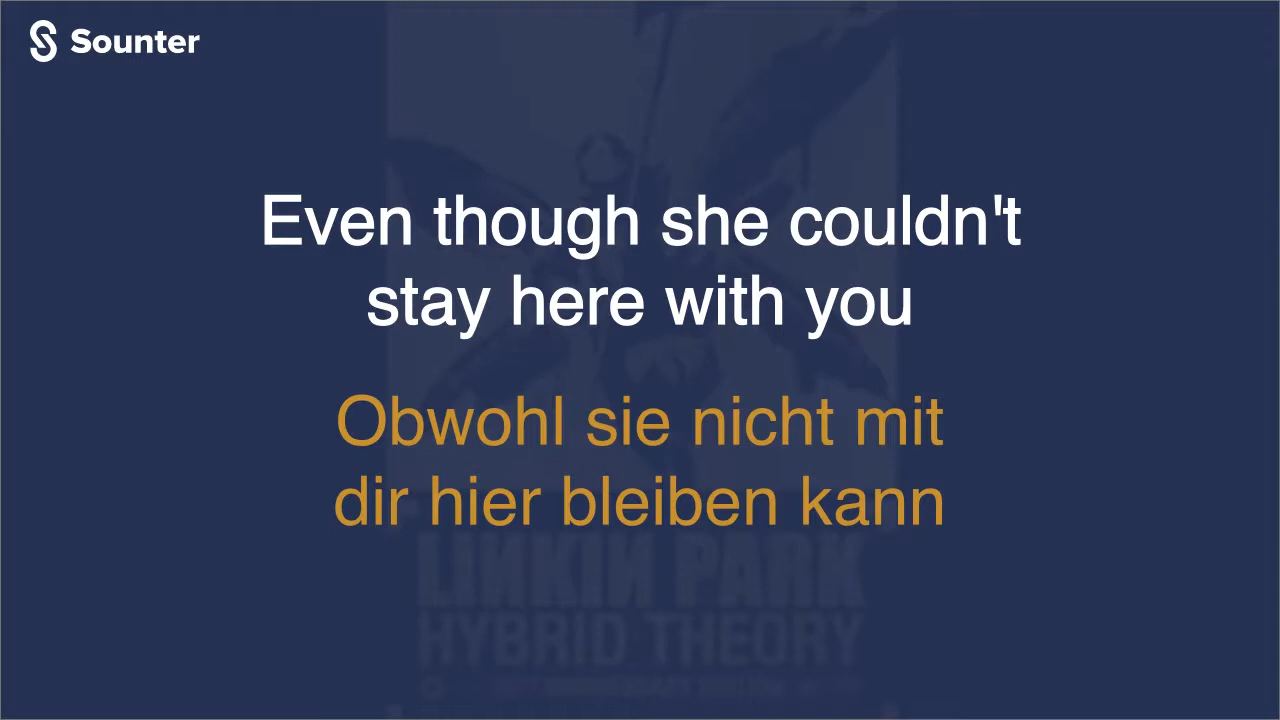 Sounter
Even though she couldn't
stay here with you
Obwohl sie nicht mit
dir hier bleiben kann
LINKIN PARK
HYBRID THEORY